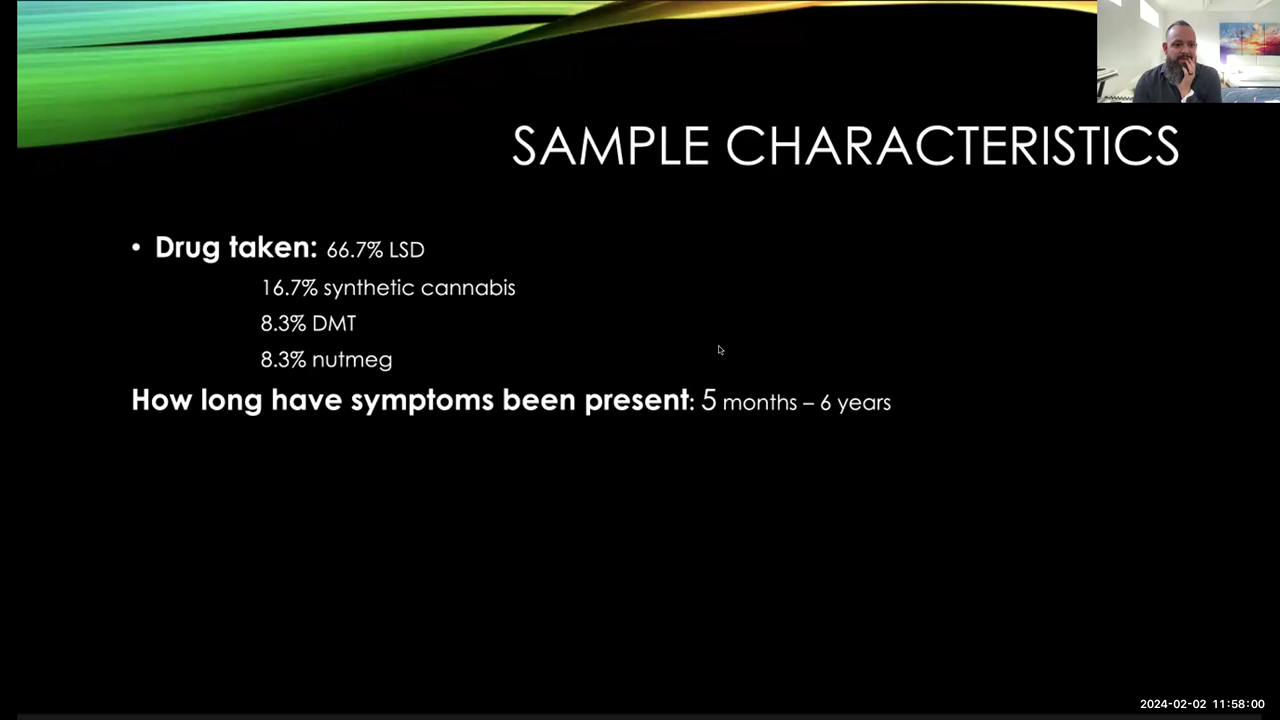 SAMPLE CHARACTERISTICS
• Drug taken: 66.7% LSD
16.7% synthetic cannabis
8.3% DMT
8.3% nutmeg
How long have symptoms been present: 5 months – 6 years
2024-02-02 11:58:00